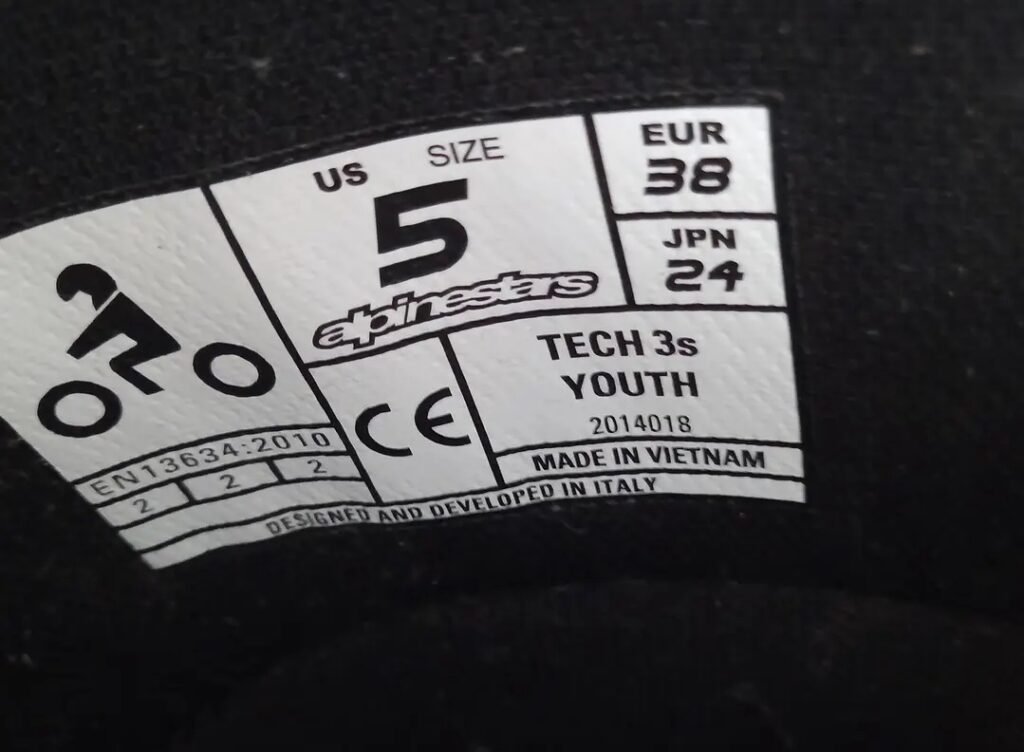 US SIZE
5
alpinestars
EUR
38
JPN
24
CE
TECH 3s
YOUTH
2014018
MADE IN VIETNAM
EN13634:2010
2 2 2
DESIGNED AND DEVELOPED IN ITALY